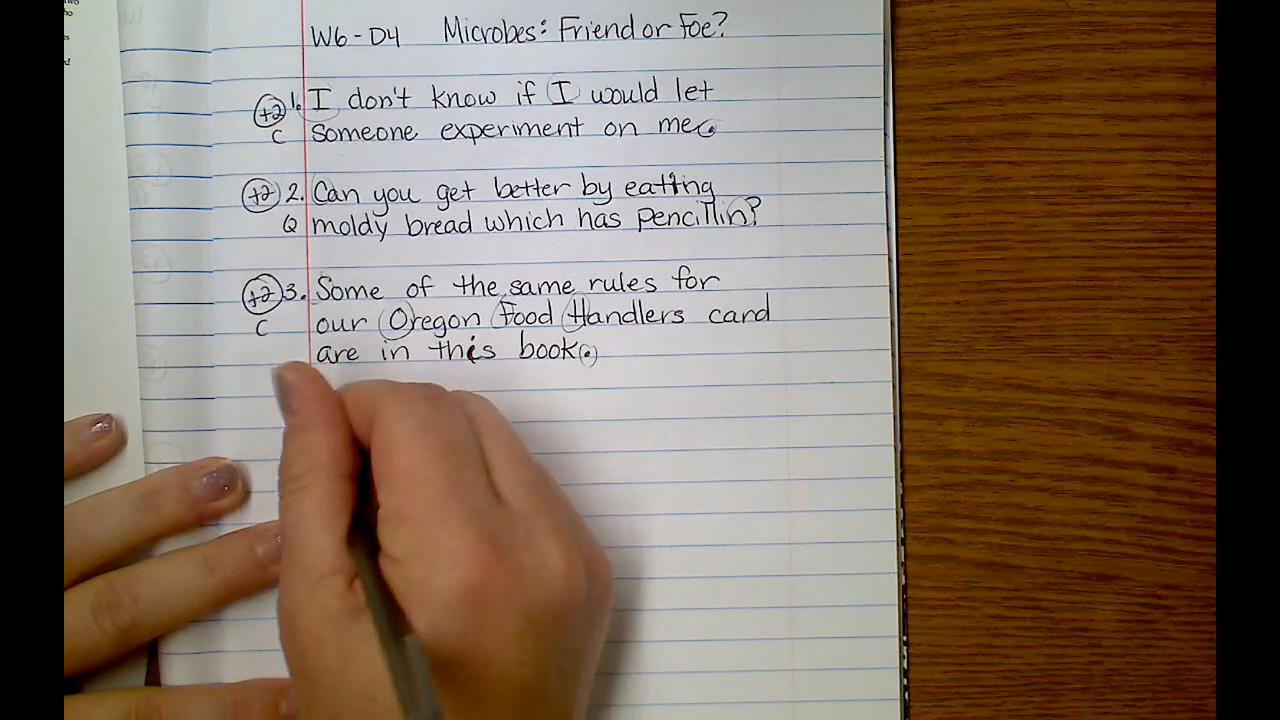 W6-D4 Microbes: Friend or Foe?
+2 1. I don't know if I would let
C someone experiment on me.
+2 2. Can you get better by eating
Q moldy bread which has pencillin?
+2 3. Some of the same rules for
C our Oregon Food Handlers card
are in this book.